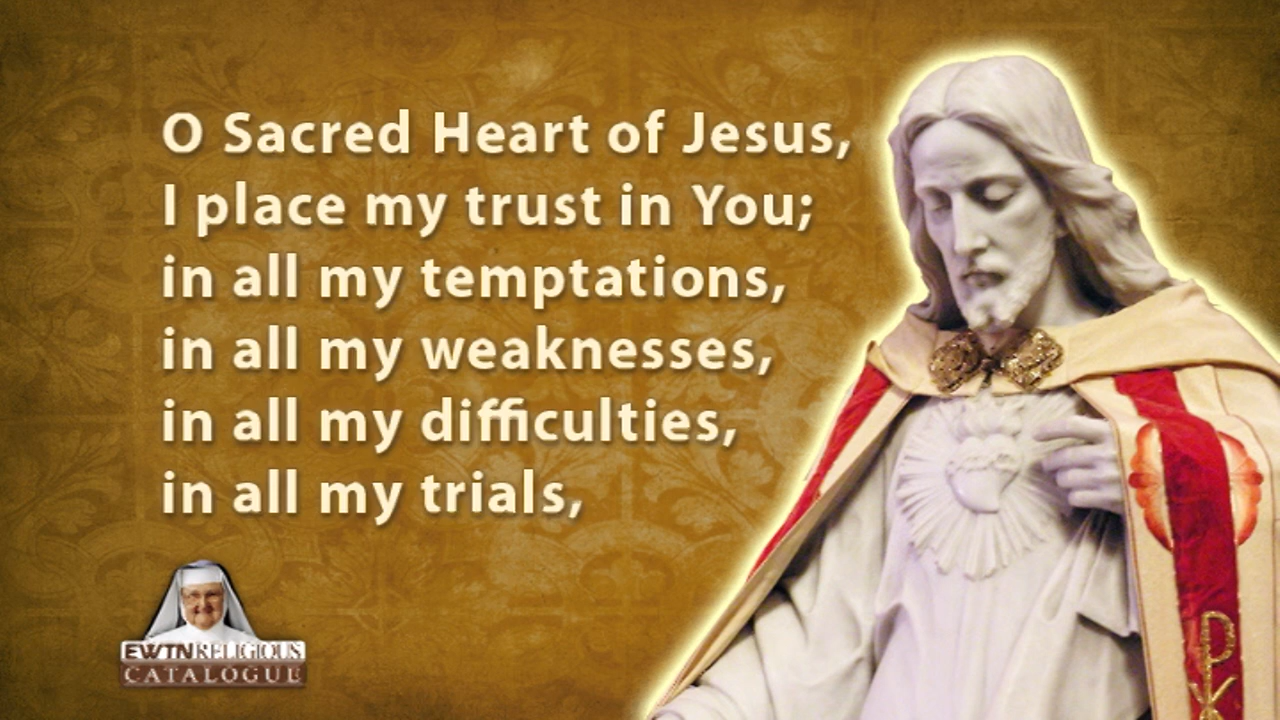 O Sacred Heart of Jesus,
I place my trust in You;
in all my temptations,
in all my weaknesses,
in all my difficulties,
in all my trials,
EWTN RELIGIOUS
CATALOGUE